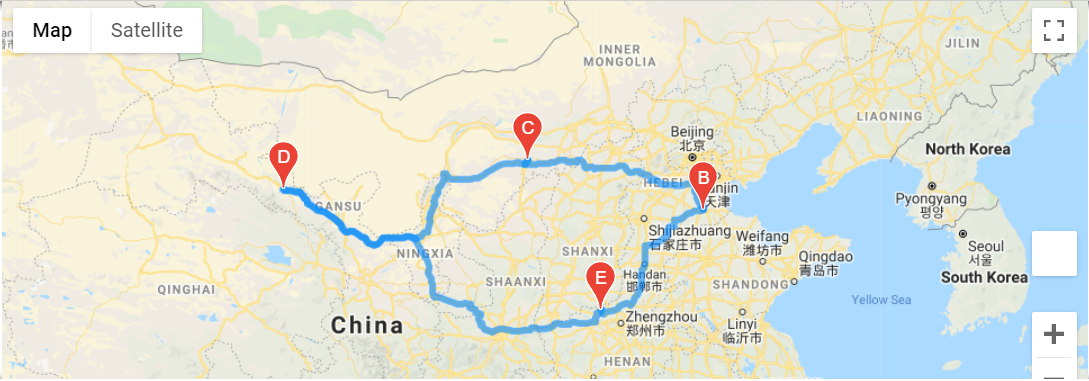 Map
Satellite
INNER
MONGOLIA
JILIN
LIAONING
Beijing
北京
North Korea
C
D
B
HEBEI
天津
GANSU
Pyongyang
평양
Shijiazhuang
石家庄市
Weifang
潍坊市
Seoul
서울
NINGXIA
SHANXI
Qingdao
青岛市
South Korea
E
Handan
邯郸市
SHAANXI
SHANDONG
QINGHAI
Yellow Sea
China
Zhengzhou
郑州市
Linyi
临沂市
HENAN
+